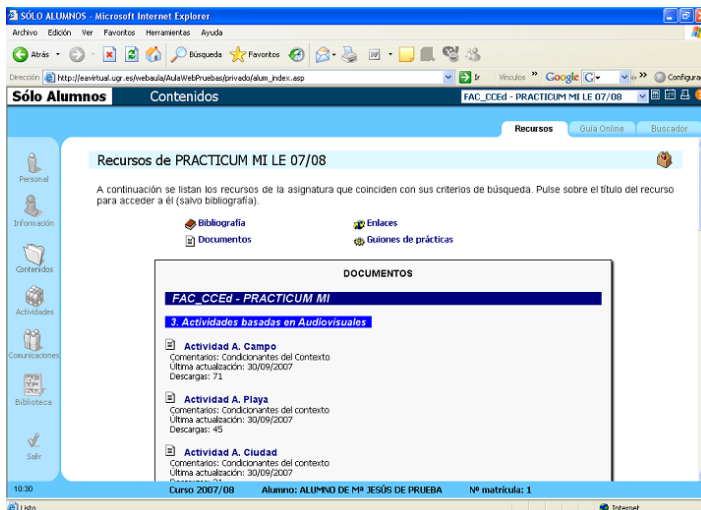 SÓLO ALUMNOS - Microsoft Internet Explorer
Archivo Edición Ver Favoritos Herramientas Ayuda
Atrás Búsqueda Favoritos
Dirección http://eavirtual.ugr.es/webaula/AulaWebPruebas/privado/alum_index.asp Ir Vínculos » Google G » Configura
Sólo Alumnos Contenidos FAC_CCEd - PRACTICUM MI LE 07/08
Recursos Guía Online Buscador
Recursos de PRACTICUM MI LE 07/08
Personal
A continuación se listan los recursos de la asignatura que coinciden con sus criterios de búsqueda. Pulse sobre el título del recurso
para acceder a él (salvo bibliografía).
Información
Bibliografía Enlaces
Documentos Guiones de prácticas
Contenidos
DOCUMENTOS
FAC_CCEd - PRACTICUM MI
Actividades
3. Actividades basadas en Audiovisuales
Actividad A. Campo
Comentarios: Condicionantes del Contexto
Comunicaciones
Última actualización: 30/09/2007
Descargas: 71
Actividad A. Playa
Biblioteca
Comentarios: Condicionantes del contexto
Última actualización: 30/09/2007
Descargas: 45
Actividad A. Ciudad
Salir
Comentarios: Condicionantes del contexto
Última actualización: 30/09/2007
10:30 Curso 2007/08 Alumno: ALUMNO DE Mª JESÚS DE PRUEBA Nº matrícula: 1
Listo Internet